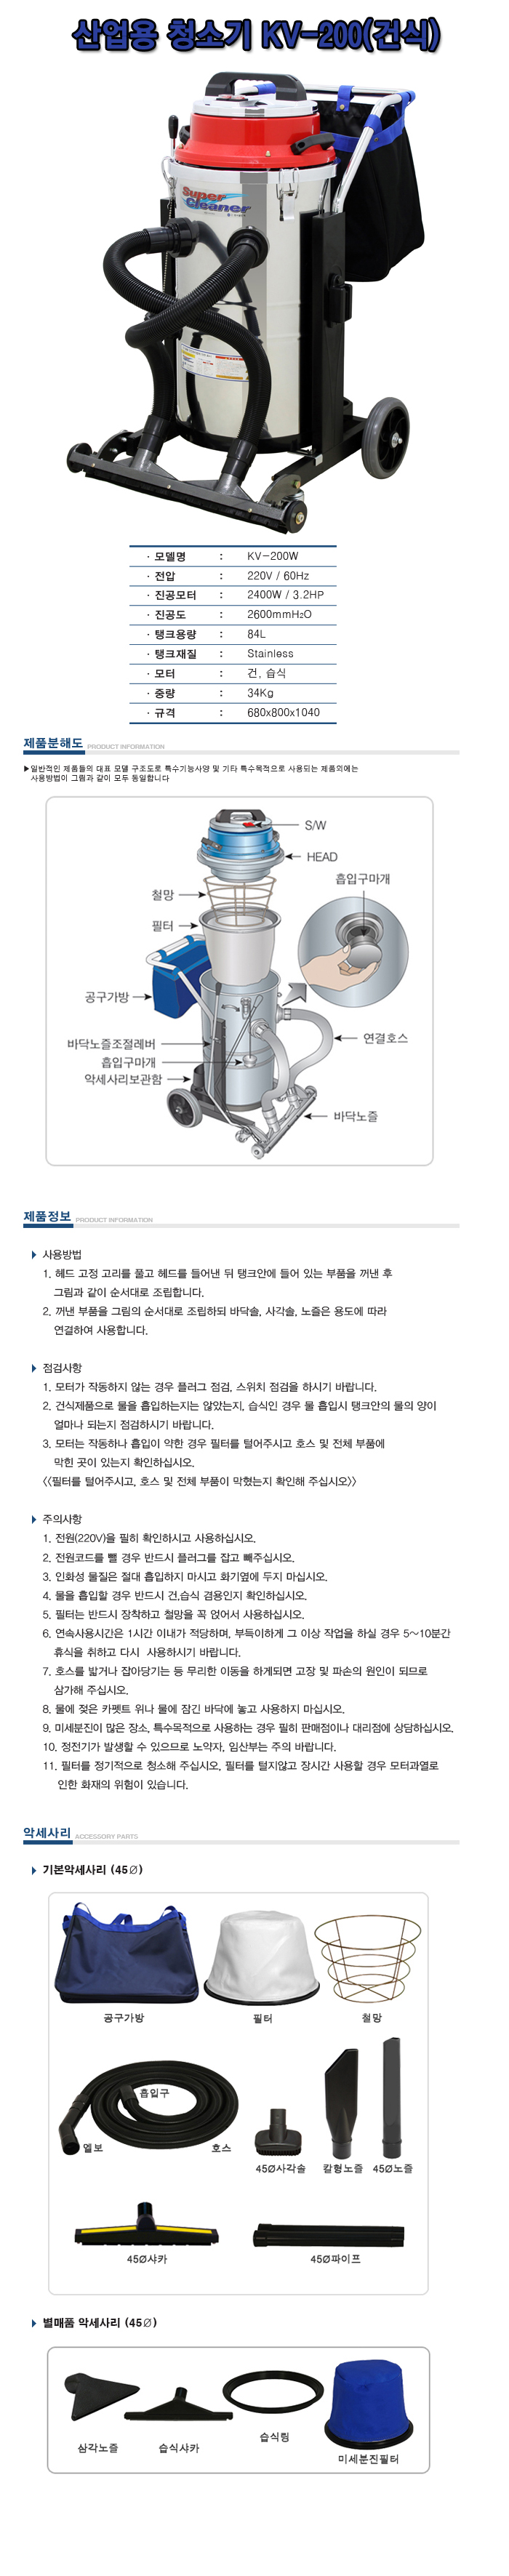 산업용 청소기 KV-200(건식)
Super
Cleaner
· 모델명 : KV-200W
· 전압 : 220V / 60Hz
· 진공모터 : 2400W / 3.2HP
· 진공도 : 2600mmH₂O
· 탱크용량 : 84L
· 탱크재질 : Stainless
· 모터 : 건, 습식
· 중량 : 34Kg
· 규격 : 680x800x1040
제품분해도 PRODUCT INFORMATION
▶일반적인 제품들의 대표 모델 구조도로 특수기능사양 및 기타 특수목적으로 사용되는 제품외에는
사용방법이 그림과 같이 모두 동일합니다
S/W
HEAD
흡입구마개
철망
필터
공구가방
연결호스
바닥노즐조절레버
흡입구마개
악세사리보관함
바닥노즐
제품정보 PRODUCT INFORMATION
사용방법
1. 헤드 고정 고리를 풀고 헤드를 들어낸 뒤 탱크안에 들어 있는 부품을 꺼낸 후
그림과 같이 순서대로 조립합니다.
2. 꺼낸 부품을 그림의 순서대로 조립하되 바닥솔, 사각솔, 노즐은 용도에 따라
연결하여 사용합니다.
점검사항
1. 모터가 작동하지 않는 경우 플러그 점검, 스위치 점검을 하시기 바랍니다.
2. 건식제품으로 물을 흡입하는지는 않았는지, 습식인 경우 물 흡입시 탱크안의 물의 양이
얼마나 되는지 점검하시기 바랍니다.
3. 모터는 작동하나 흡입이 약한 경우 필터를 털어주시고 호스 및 전체 부품에
막힌 곳이 있는지 확인하십시오.
<<필터를 털어주시고, 호스 및 전체 부품이 막혔는지 확인해 주십시오>>
주의사항
1. 전원(220V)을 필히 확인하시고 사용하십시오.
2. 전원코드를 뺄 경우 반드시 플러그를 잡고 빼주십시오.
3. 인화성 물질은 절대 흡입하지 마시고 화기옆에 두지 마십시오.
4. 물을 흡입할 경우 반드시 건,습식 겸용인지 확인하십시오.
5. 필터는 반드시 장착하고 철망을 꼭 얹어서 사용하십시오.
6. 연속사용시간은 1시간 이내가 적당하며, 부득이하게 그 이상 작업을 하실 경우 5~10분간
휴식을 취하고 다시 사용하시기 바랍니다.
7. 호스를 밟거나 잡아당기는 등 무리한 이동을 하게되면 고장 및 파손의 원인이 되므로
삼가해 주십시오.
8. 물에 젖은 카펫트 위나 물에 잠긴 바닥에 놓고 사용하지 마십시오.
9. 미세분진이 많은 장소, 특수목적으로 사용하는 경우 필히 판매점이나 대리점에 상담하십시오.
10. 정전기가 발생할 수 있으므로 노약자, 임산부는 주의 바랍니다.
11. 필터를 정기적으로 청소해 주십시오, 필터를 털지않고 장시간 사용할 경우 모터과열로
인한 화재의 위험이 있습니다.
악세사리 ACCESSORY PARTS
기본악세사리 (45∅)
공구가방
필터
철망
흡입구
엘보
호스
45∅사각솔
칼형노즐
45∅노즐
45∅샤카
45∅파이프
별매품 악세사리 (45∅)
삼각노즐
습식샤카
습식링
미세분진필터